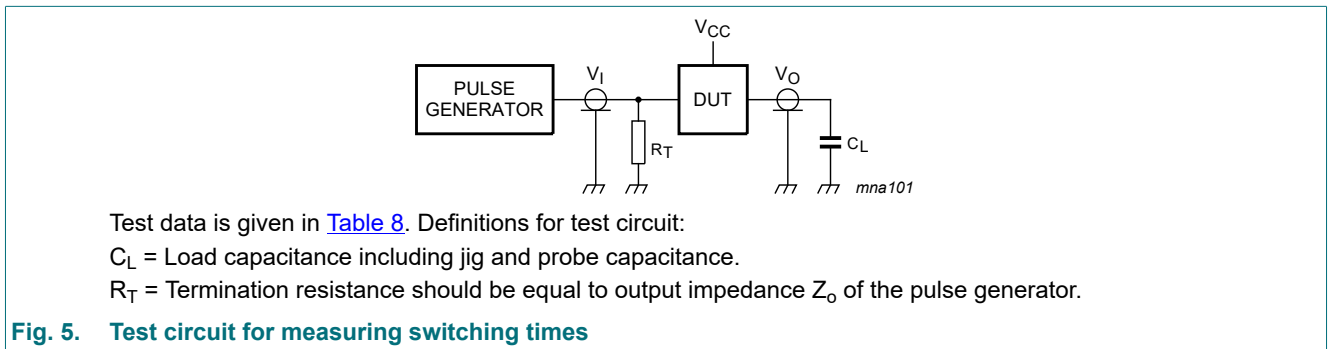 VCC
PULSE
GENERATOR
VI
DUT
VO
RT
CL
mna101
Test data is given in Table 8. Definitions for test circuit:
CL = Load capacitance including jig and probe capacitance.
RT = Termination resistance should be equal to output impedance Zo of the pulse generator.
Fig. 5. Test circuit for measuring switching times